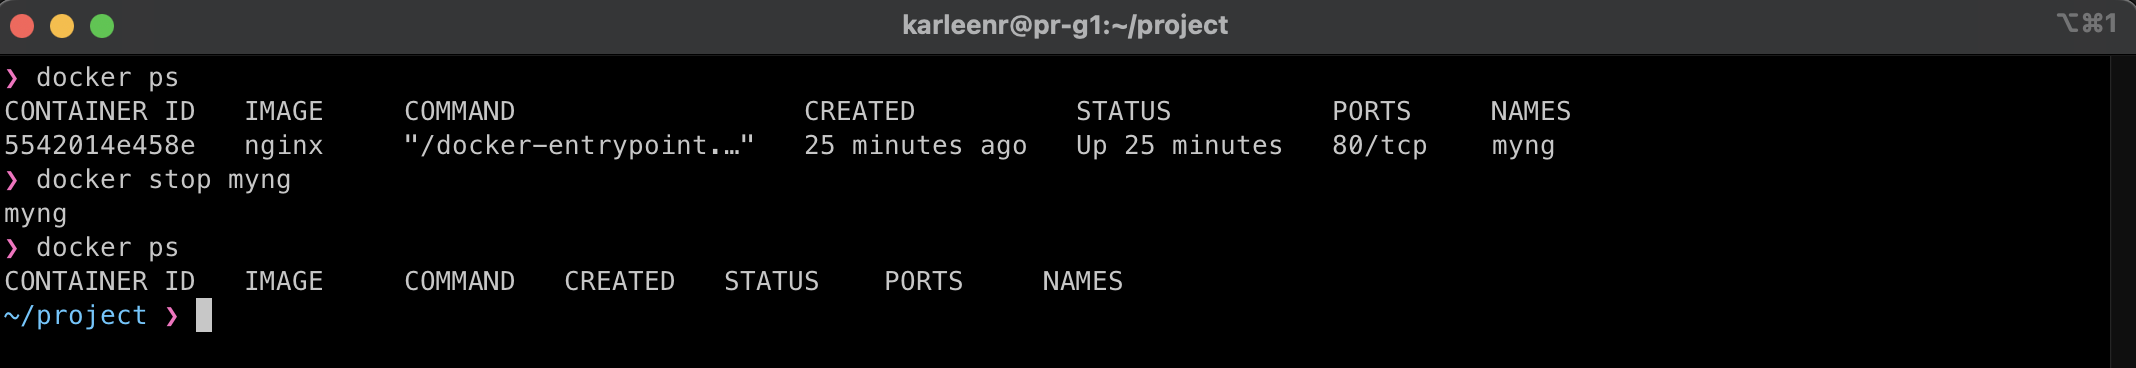 karleenr@pr-g1:~/project ⌥⌘1
❯ docker ps
CONTAINER ID IMAGE COMMAND CREATED STATUS PORTS NAMES
5542014e458e nginx "/docker-entrypoint.…" 25 minutes ago Up 25 minutes 80/tcp myng
❯ docker stop myng
myng
❯ docker ps
CONTAINER ID IMAGE COMMAND CREATED STATUS PORTS NAMES
~/project ❯